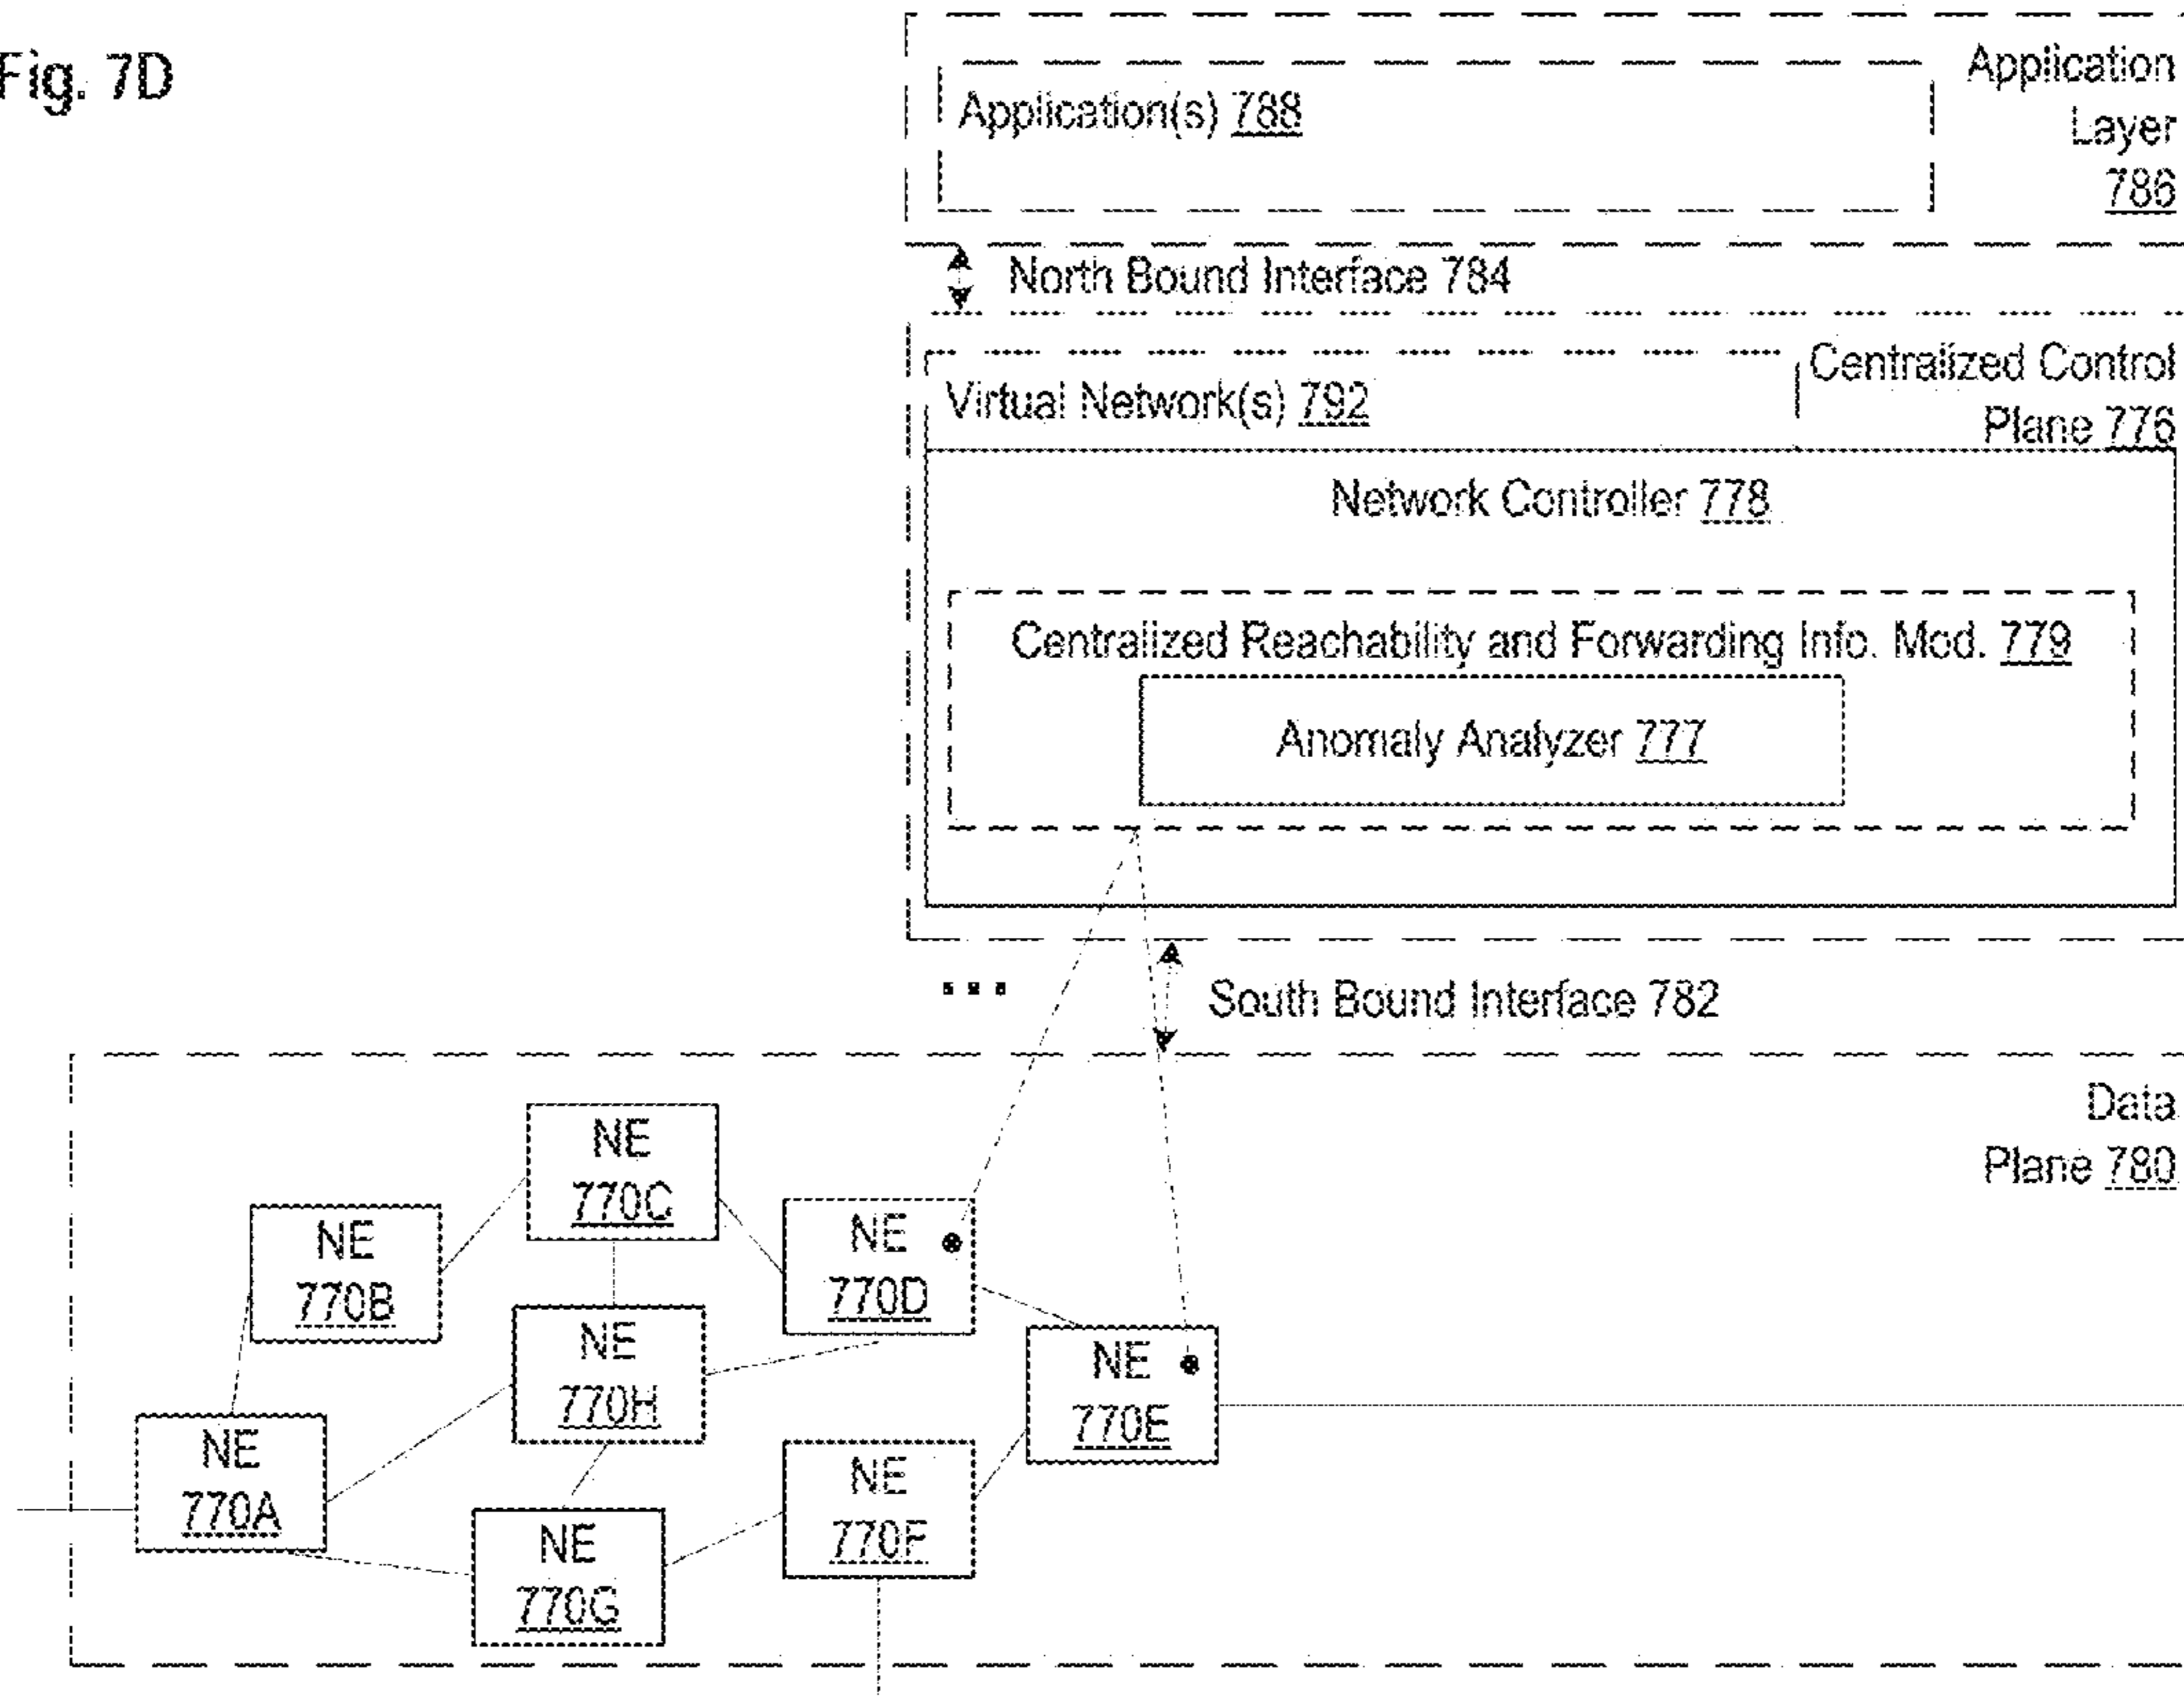 Fig. 7D
Application(s) 788
Application
Layer
786
North Bound Interface 784
Virtual Network(s) 792
Centralized Control
Plane 776
Network Controller 778
Centralized Reachability and Forwarding Info. Mod. 779
Anomaly Analyzer 777
...
South Bound Interface 782
Data
Plane 780
NE
770C
NE
770B
NE
770D
NE
770H
NE
770E
NE
770A
NE
770F
NE
770G